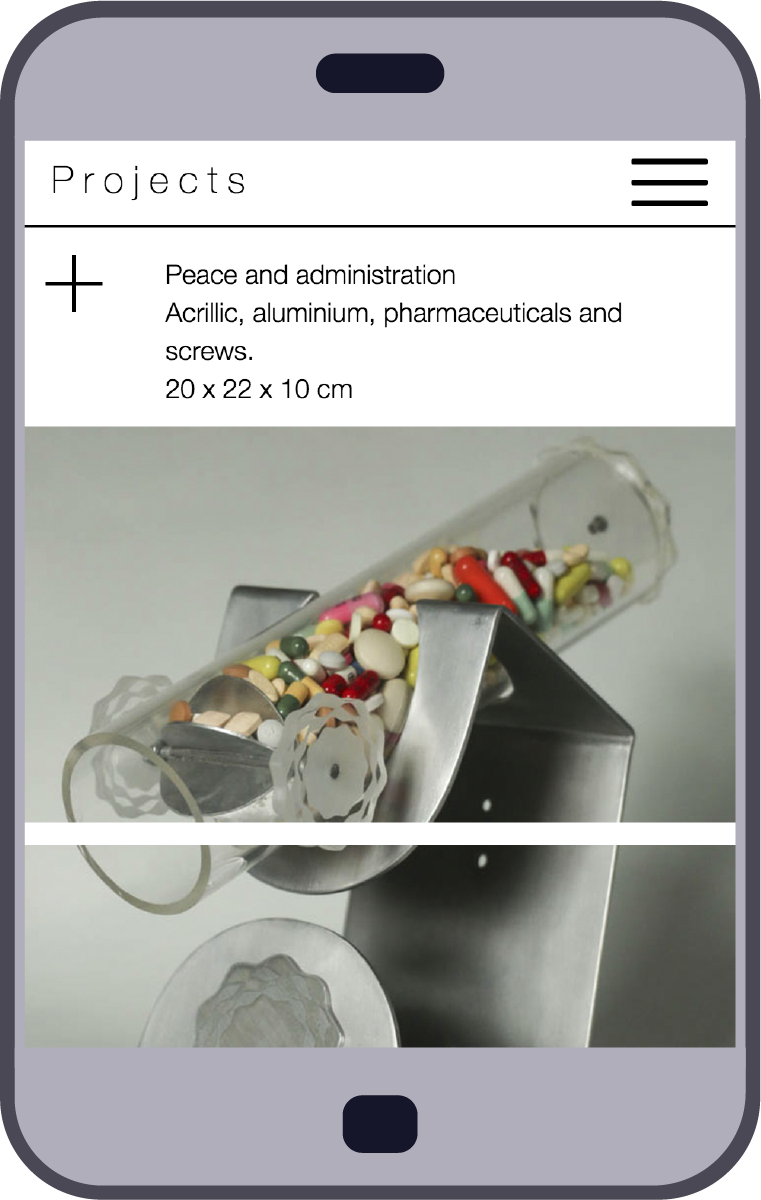 Projects
Peace and administration
Acrillic, aluminium, pharmaceuticals and
screws.
20 x 22 x 10 cm